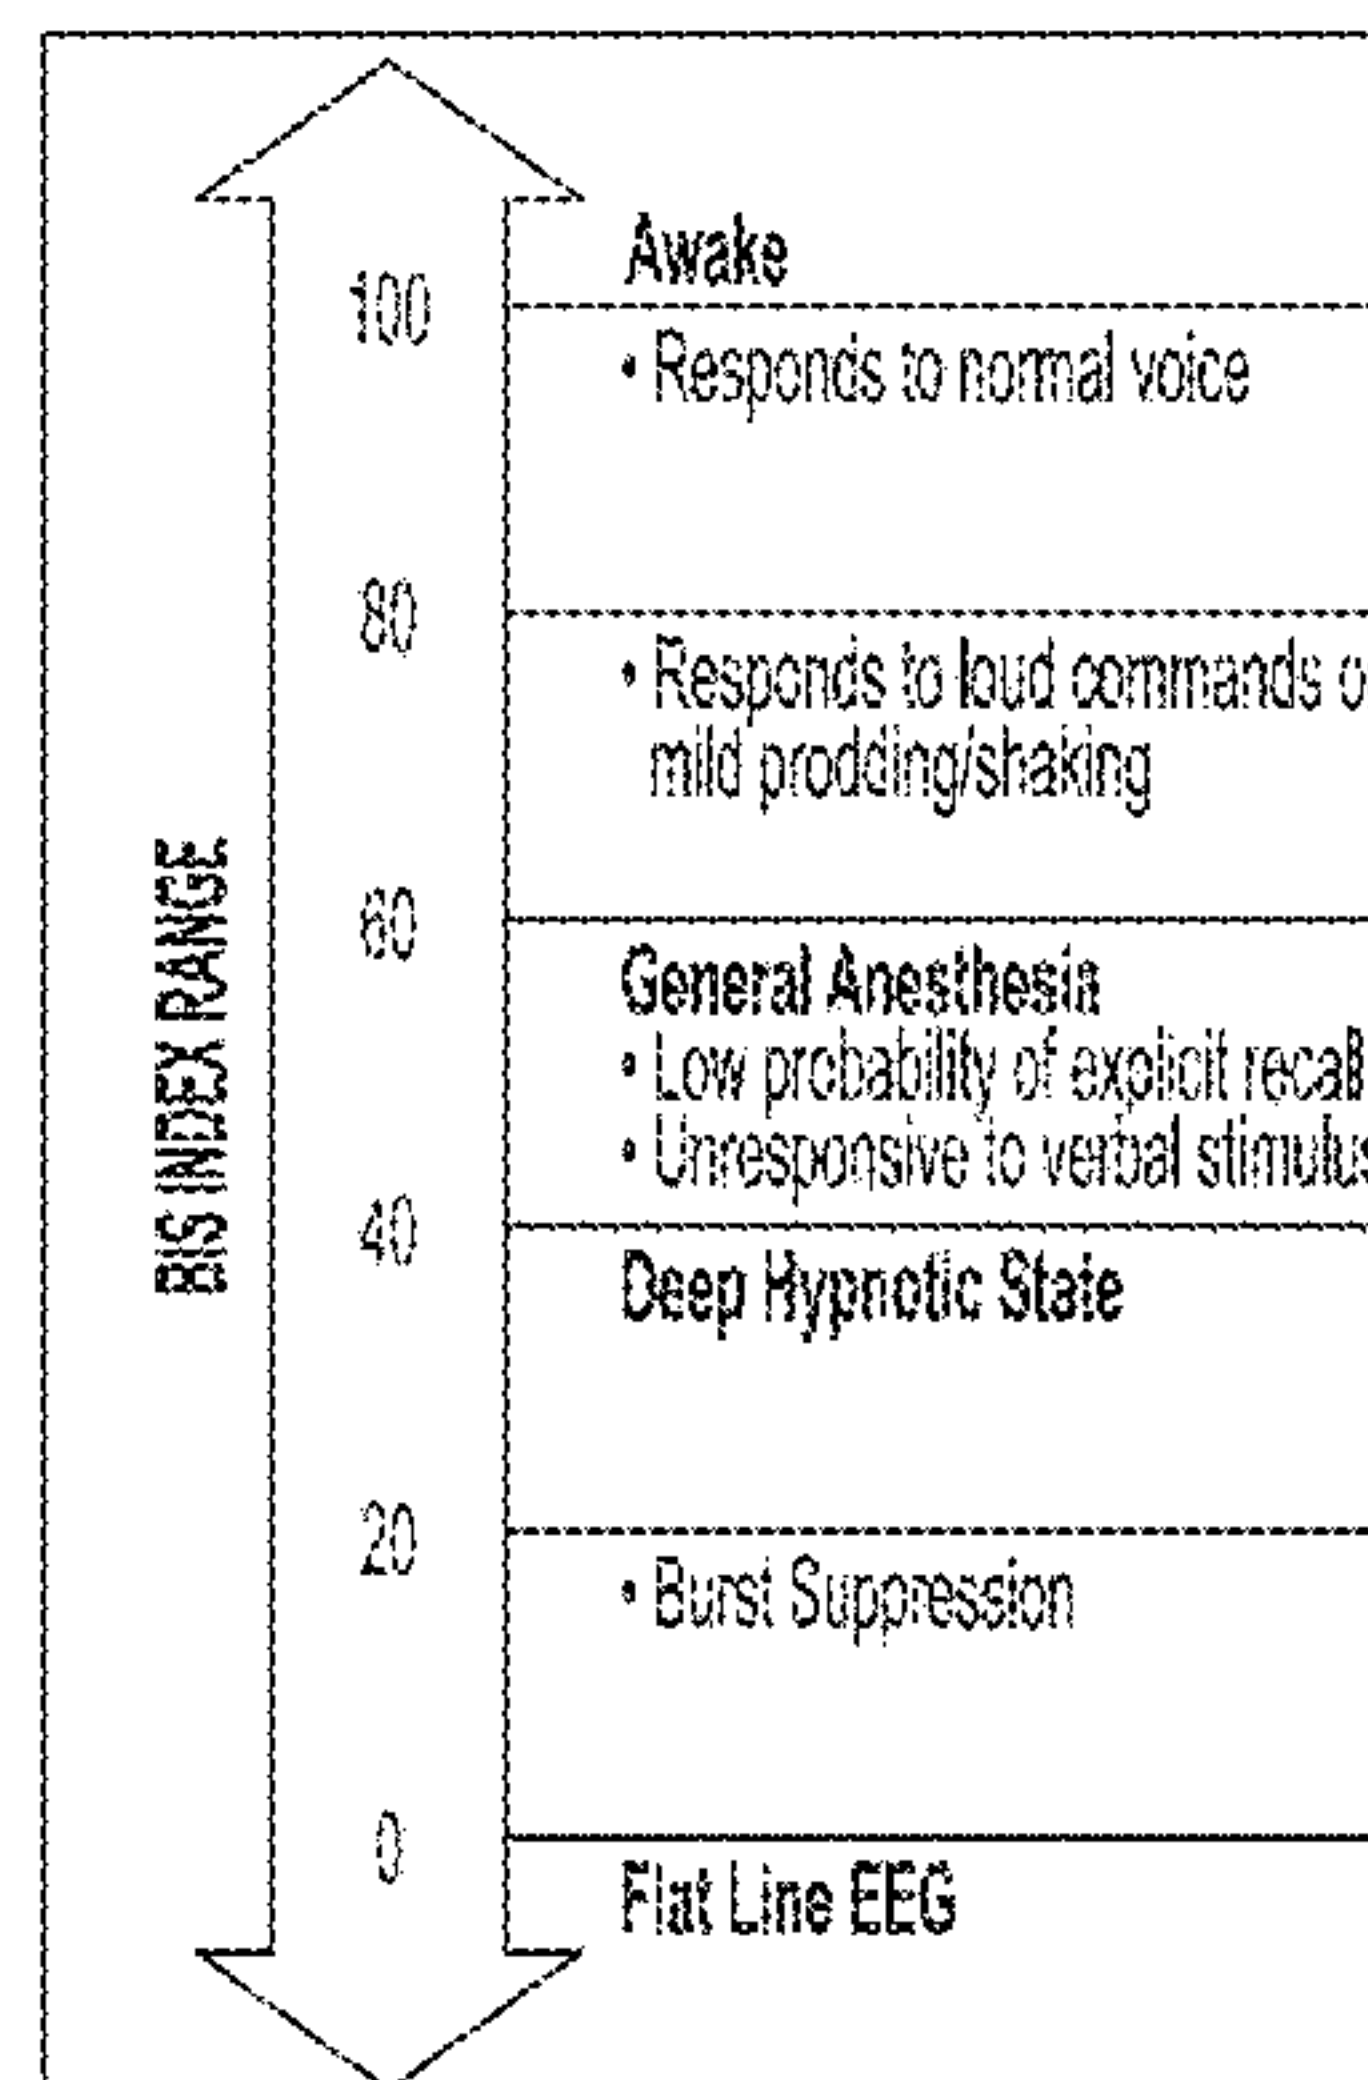 BIS INDEX RANGE
100
80
60
40
20
0
Awake
• Responds to normal voice
• Responds to loud commands o
mild prodding/shaking
General Anesthesia
• Low probability of explicit recall
• Unresponsive to verbal stimulus
Deep Hypnotic State
• Burst Suppression
Flat Line EEG